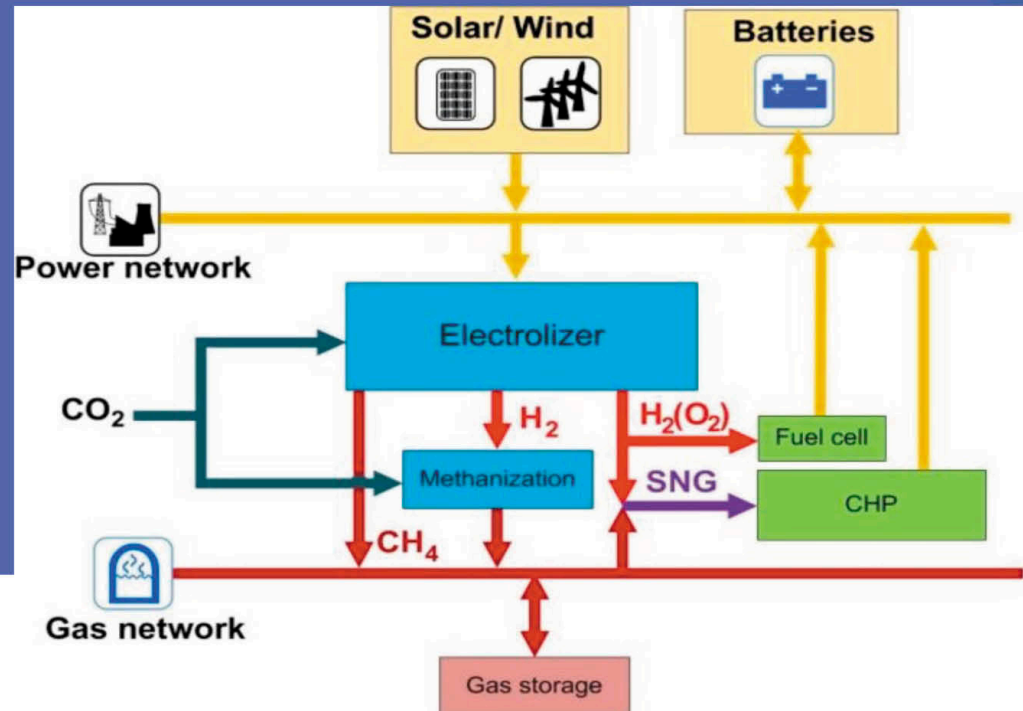 Solar/ Wind
Batteries
Power network
Electrolizer
CO₂
H₂
H₂(O₂)
Fuel cell
Methanization
SNG
CHP
CH₄
Gas network
Gas storage